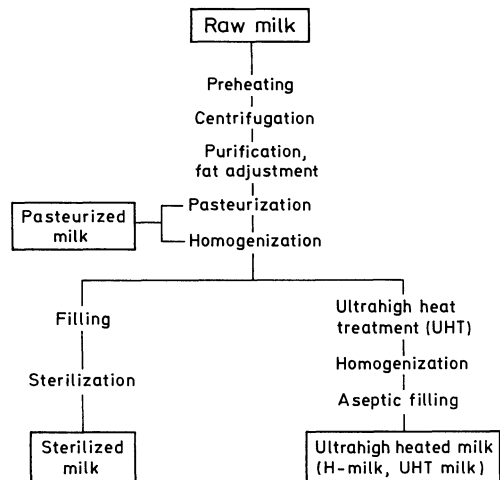 Raw milk
Preheating
Centrifugation
Purification,
fat adjustment
Pasteurization
Pasteurized
milk
Homogenization
Filling
Sterilization
Sterilized
milk
Ultrahigh heat
treatment (UHT)
Homogenization
Aseptic filling
Ultrahigh heated milk
(H-milk, UHT milk)